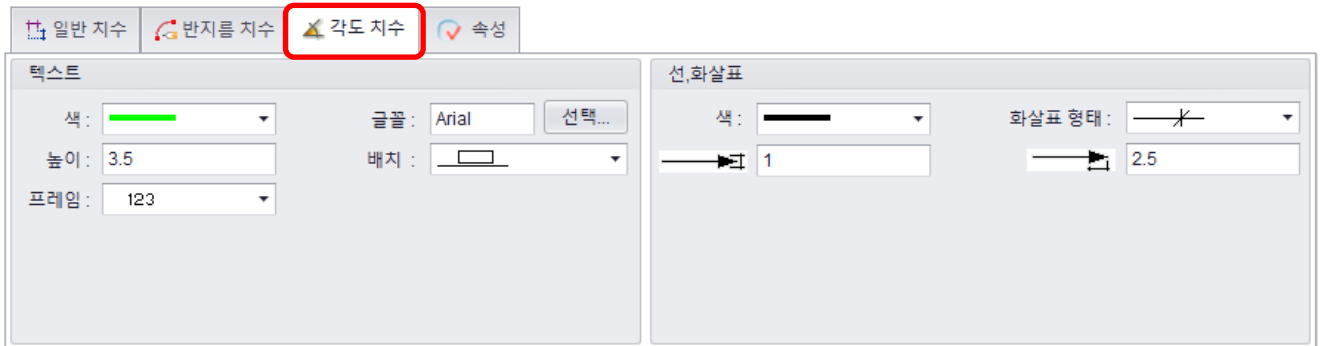 일반 치수 반지름 치수 각도 치수 속성
텍스트
색 :
글꼴 : Arial 선택...
높이 : 3.5
배치 :
프레임 : 123
선,화살표
색 :
화살표 형태 :
1
2.5